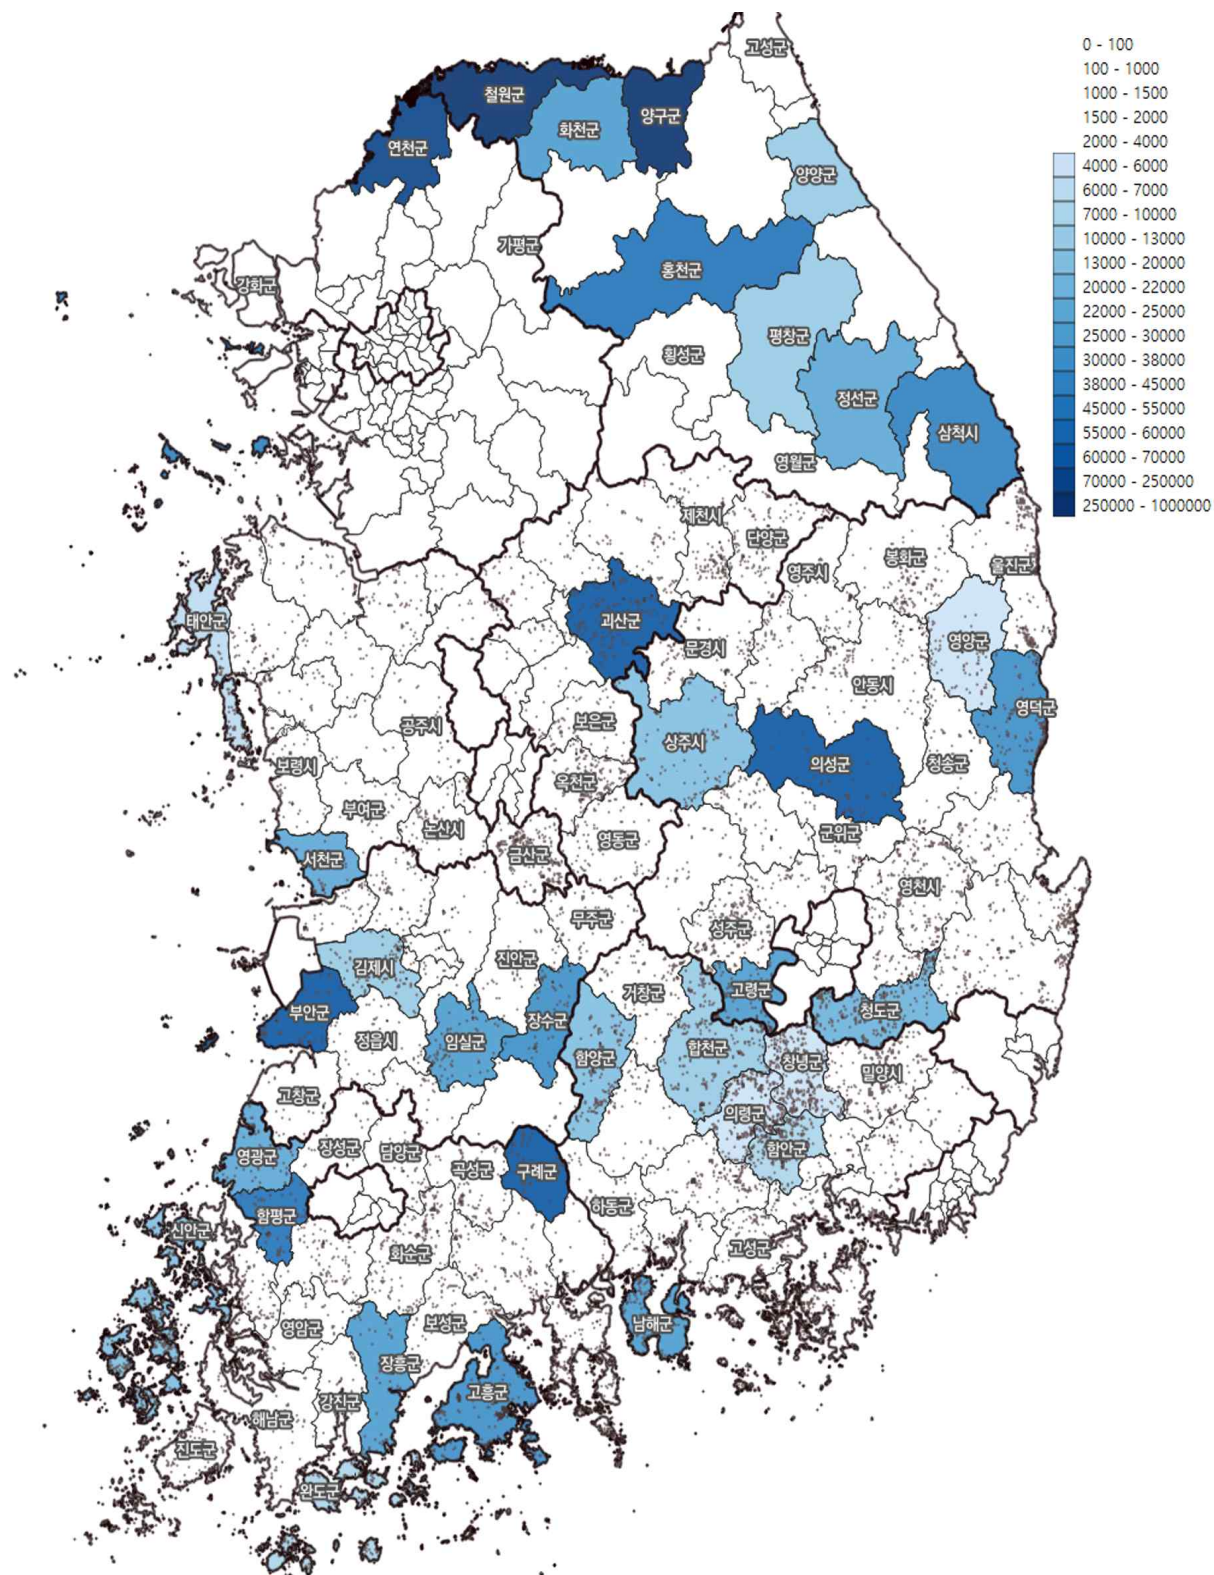 고성군
0 - 100
100 - 1000
1000 - 1500
1500 - 2000
2000 - 4000
4000 - 6000
6000 - 7000
7000 - 10000
10000 - 13000
13000 - 20000
20000 - 22000
22000 - 25000
25000 - 30000
30000 - 38000
38000 - 45000
45000 - 55000
55000 - 60000
60000 - 70000
70000 - 250000
250000 - 1000000
철원군
양구군
화천군
연천군
양양군
가평군
홍천군
강화군
평창군
횡성군
정선군
삼척시
영월군
제천시
단양군
봉화군
울진군
영주시
괴산군
태안군
영양군
문경시
안동시
영덕군
보은군
공주시
상주시
의성군
청송군
보령시
옥천군
부여군
논산시
군위군
영동군
서천군
금산군
영천시
무주군
성주군
진안군
김제시
거창군
고령군
부안군
청도군
장수군
정읍시
임실군
합천군
함양군
창녕군
밀양시
고창군
의령군
장성군
담양군
함안군
영광군
곡성군
구례군
하동군
함평군
신안군
화순군
고성군
영암군
보성군
남해군
장흥군
고흥군
강진군
해남군
진도군
완도군